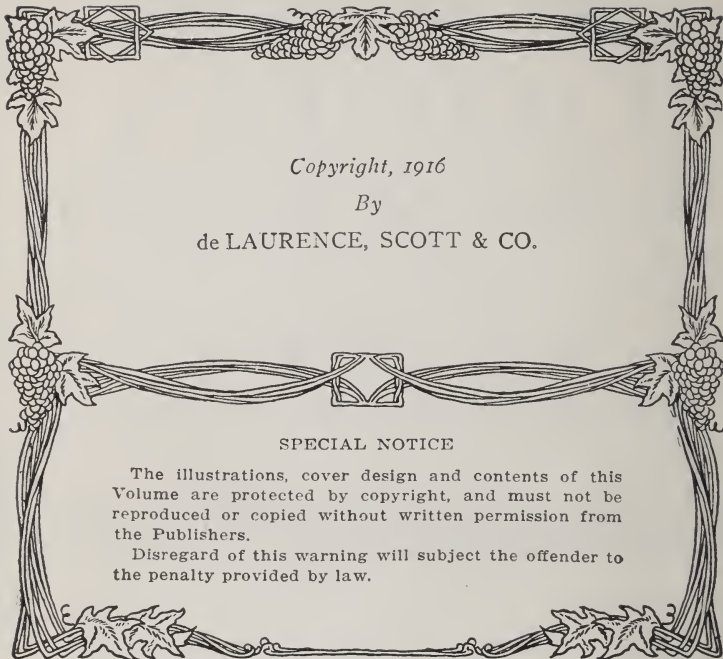 Copyright, 1916
By
de LAURENCE, SCOTT & CO.
SPECIAL NOTICE
The illustrations, cover design and contents of this
Volume are protected by copyright, and must not be
reproduced or copied without written permission from
the Publishers.
Disregard of this warning will subject the offender to
the penalty provided by law.